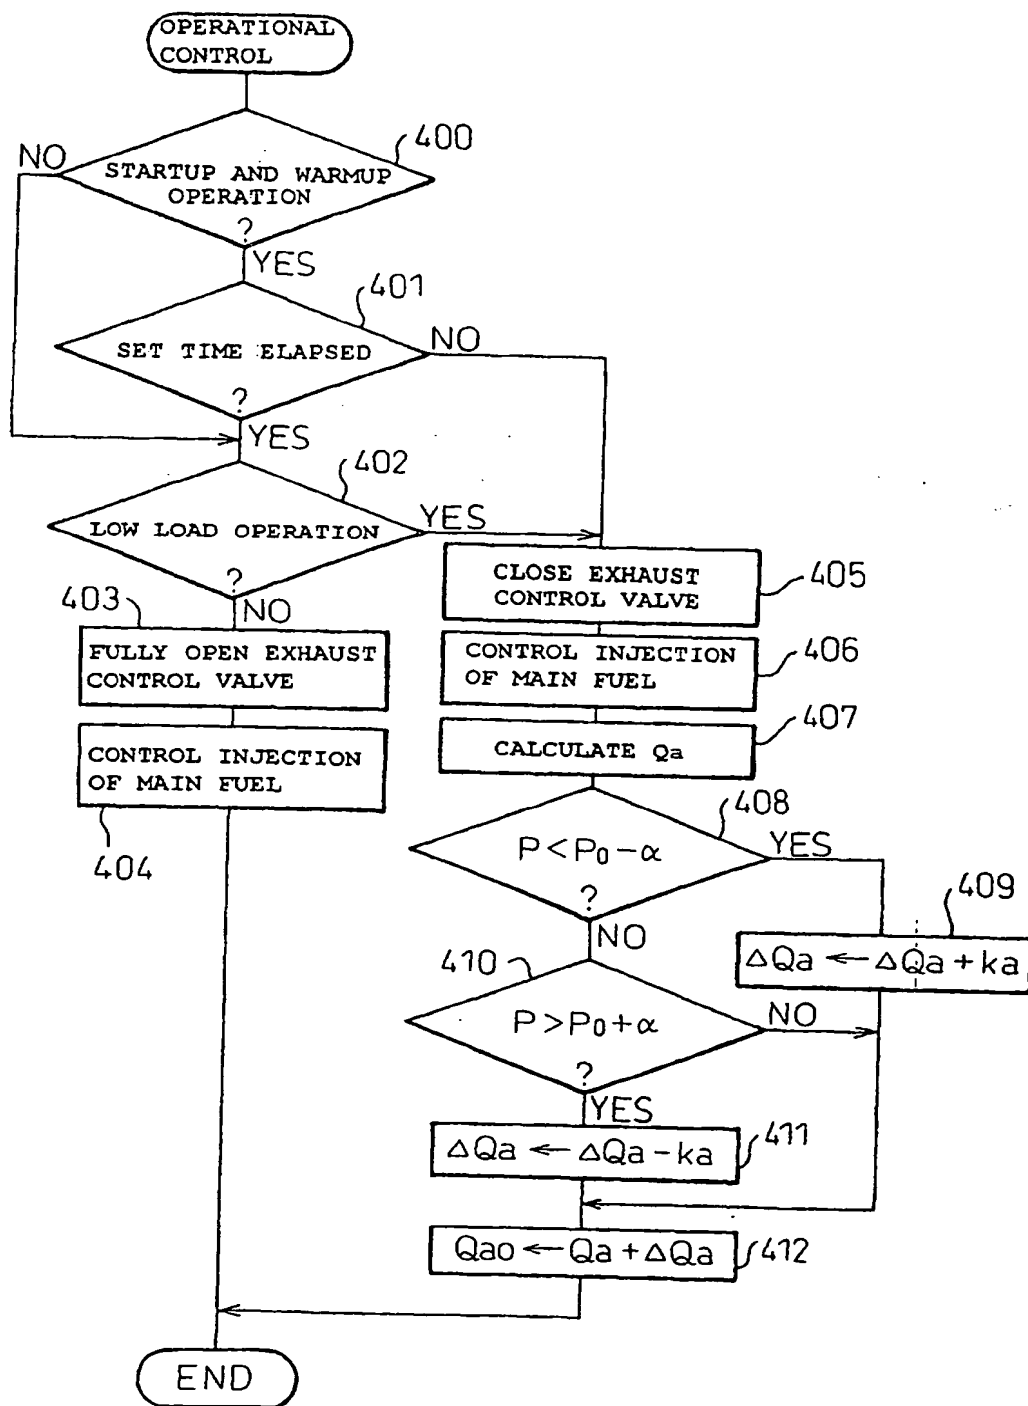 OPERATIONAL
CONTROL
400
NO
STARTUP AND WARMUP
OPERATION
?
YES
401
NO
SET TIME ELAPSED
?
YES
402
YES
LOW LOAD OPERATION
?
NO
403
FULLY OPEN EXHAUST
CONTROL VALVE
CONTROL INJECTION
OF MAIN FUEL
404
CLOSE EXHAUST
CONTROL VALVE
405
CONTROL INJECTION
OF MAIN FUEL
406
407
CALCULATE Qa
408
P<P0-α
YES
?
NO
409
ΔQa ← ΔQa + ka
410
P>P0+α
NO
?
YES
411
ΔQa ← ΔQa - ka
Qao ← Qa + ΔQa
412
END